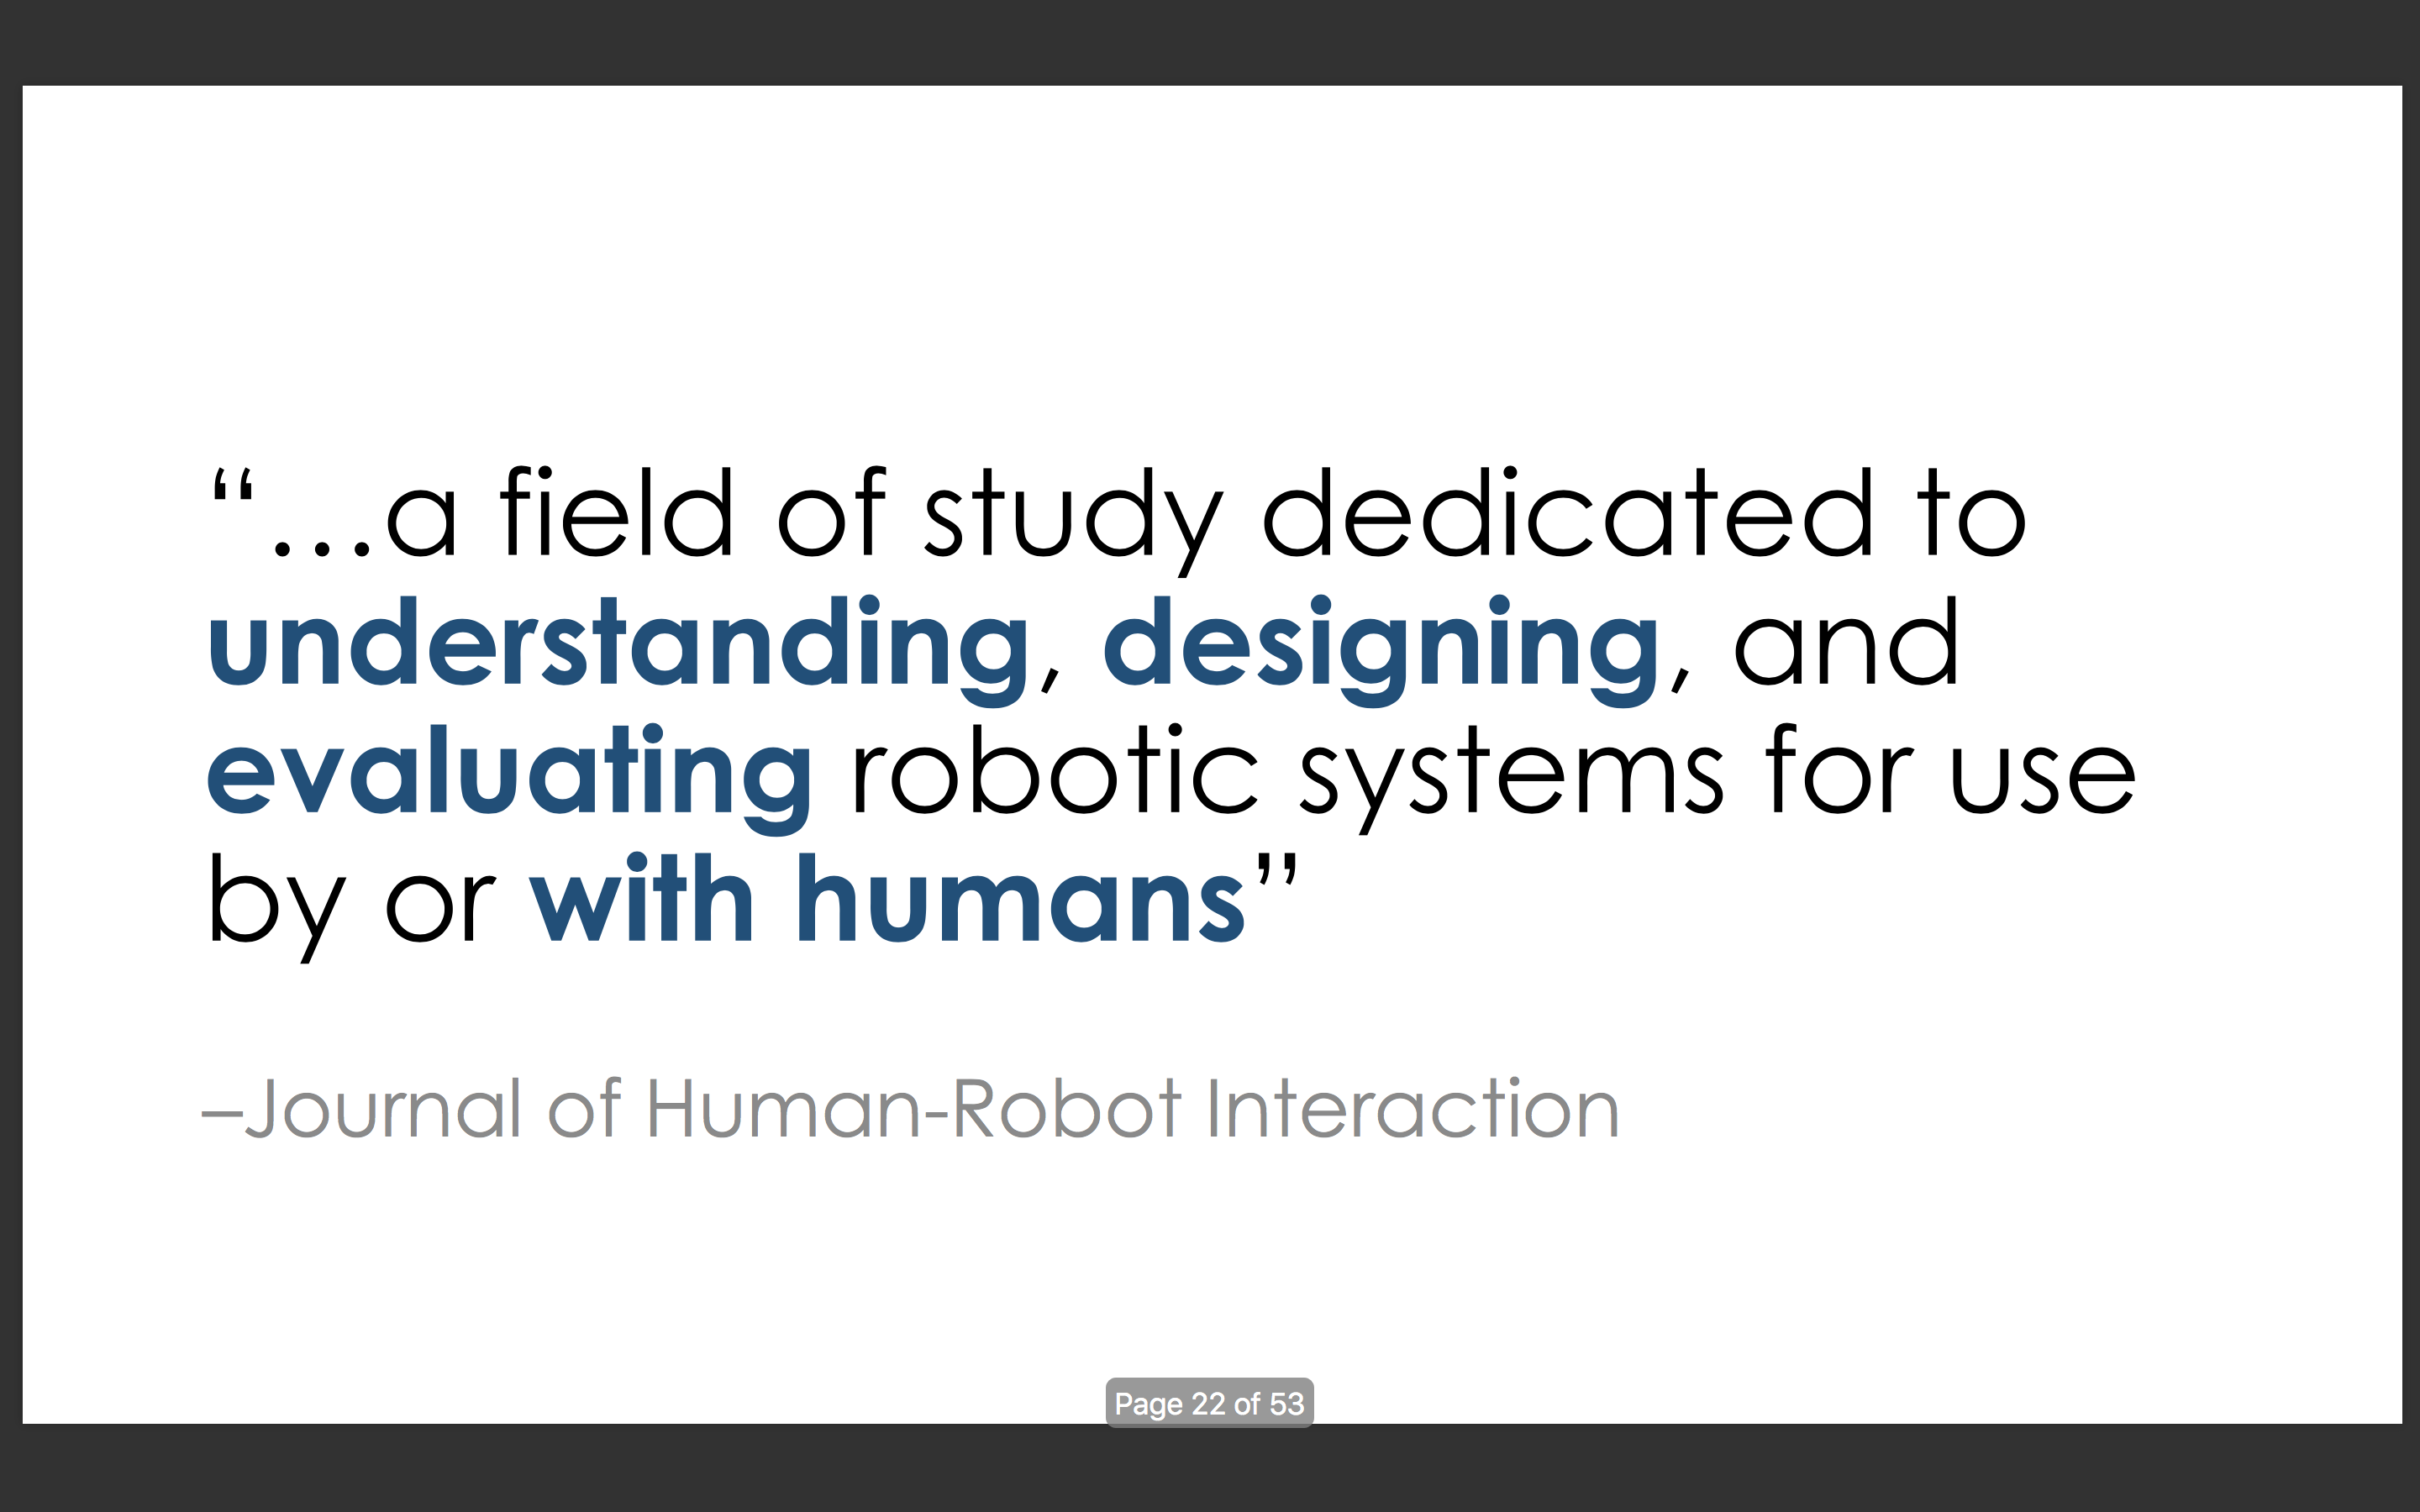 “…a field of study dedicated to
understanding, designing, and
evaluating robotic systems for use
by or with humans”
–Journal of Human-Robot Interaction
Page 22 of 53